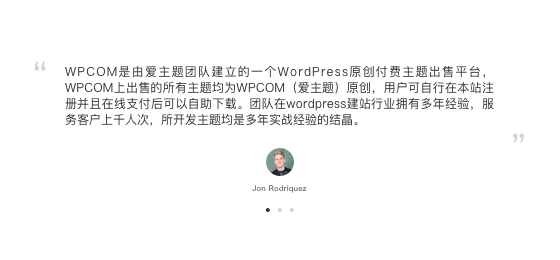 WPCOM是由爱主题团队建立的一个WordPress原创付费主题出售平台，
WPCOM上出售的所有主题均为WPCOM（爱主题）原创，用户可自行在本站注
册并且在线支付后可以自助下载。团队在wordpress建站行业拥有多年经验，服
务客户上千人次，所开发主题均是多年实战经验的结晶。
Jon Rodriquez